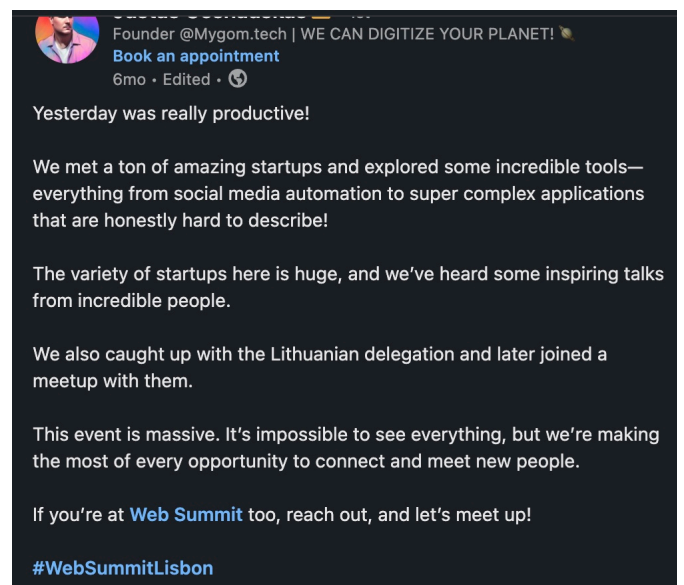 Founder @Mygom.tech | WE CAN DIGITIZE YOUR PLANET! 🪐
Book an appointment
6mo • Edited •
Yesterday was really productive!
We met a ton of amazing startups and explored some incredible tools—
everything from social media automation to super complex applications
that are honestly hard to describe!
The variety of startups here is huge, and we’ve heard some inspiring talks
from incredible people.
We also caught up with the Lithuanian delegation and later joined a
meetup with them.
This event is massive. It’s impossible to see everything, but we’re making
the most of every opportunity to connect and meet new people.
If you’re at Web Summit too, reach out, and let’s meet up!
#WebSummitLisbon